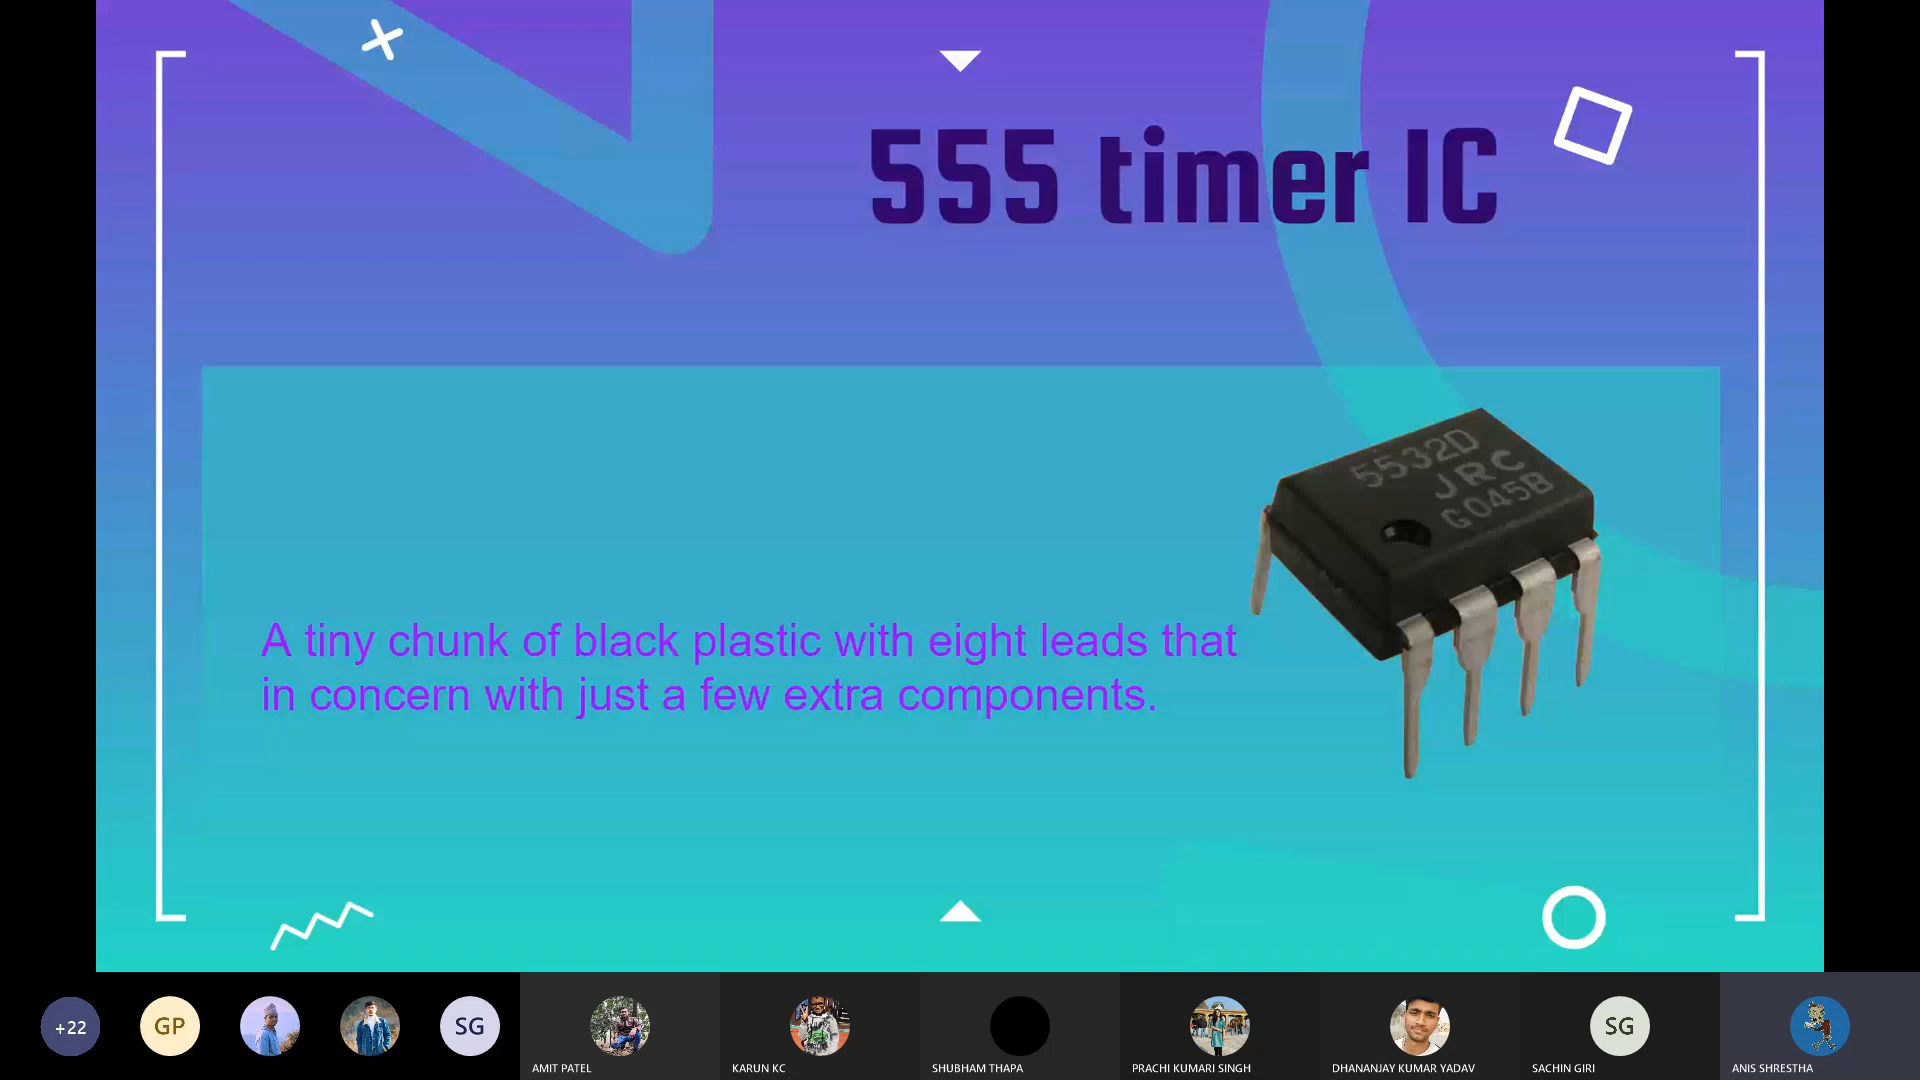 555 timer IC
5532D
JRC
G045B
A tiny chunk of black plastic with eight leads that
in concern with just a few extra components.
+22
GP
SG
SG
AMIT PATEL
KARUN KC
SHUBHAM THAPA
PRACHI KUMARI SINGH
DHANANJAY KUMAR YADAV
SACHIN GIRI
ANIS SHRESTHA